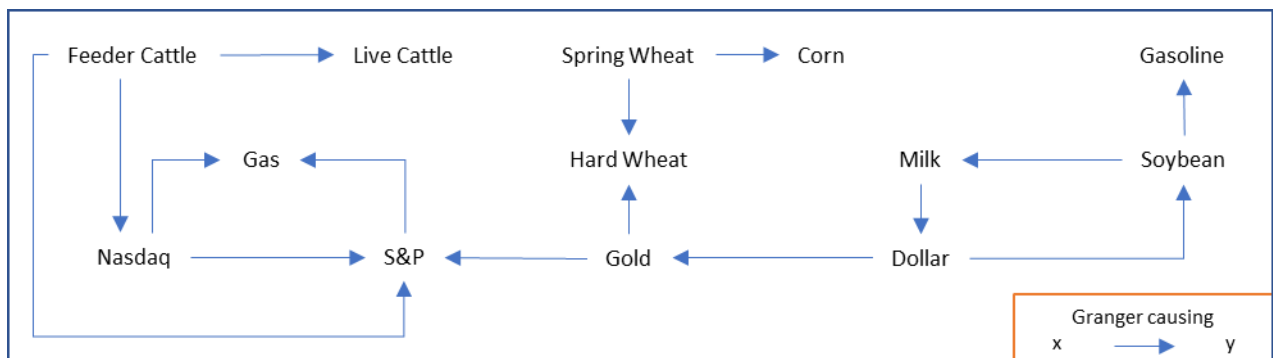 Feeder Cattle Live Cattle Spring Wheat Corn Gasoline
Gas Hard Wheat Milk Soybean
Nasdaq S&P Gold Dollar
Granger causing
x y